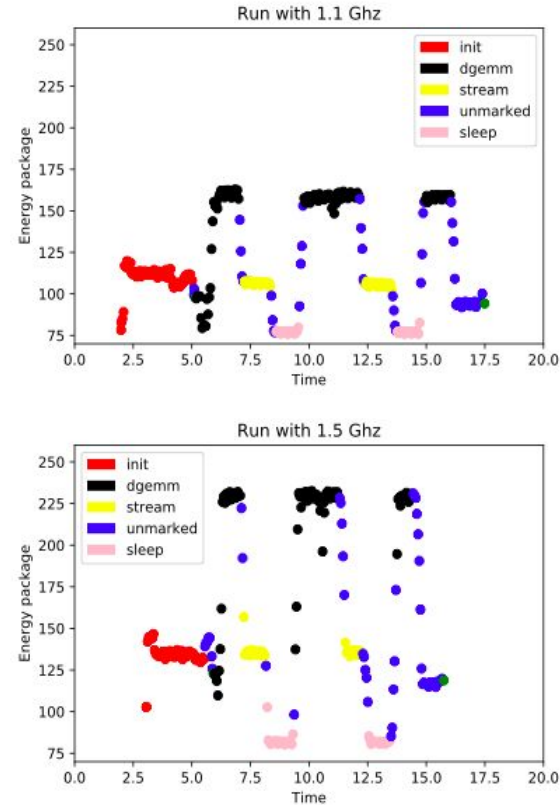 Run with 1.1 Ghz
250
225
200
175
150
125
100
75
Energy package
init
dgemm
stream
unmarked
sleep
0.0 2.5 5.0 7.5 10.0 12.5 15.0 17.5 20.0
Time
Run with 1.5 Ghz
250
225
200
175
150
125
100
75
Energy package
init
dgemm
stream
unmarked
sleep
0.0 2.5 5.0 7.5 10.0 12.5 15.0 17.5 20.0
Time